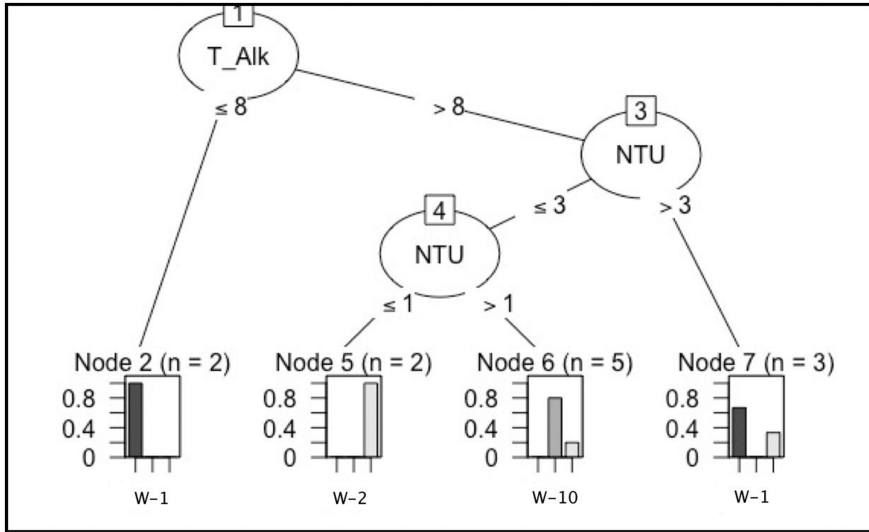 1
T_Alk
≤ 8
> 8
3
NTU
≤ 3
> 3
4
NTU
≤ 1
> 1
Node 2 (n = 2)
Node 5 (n = 2)
Node 6 (n = 5)
Node 7 (n = 3)
0.8
0.4
0
0.8
0.4
0
0.8
0.4
0
0.8
0.4
0
W-1
W-2
W-10
W-1